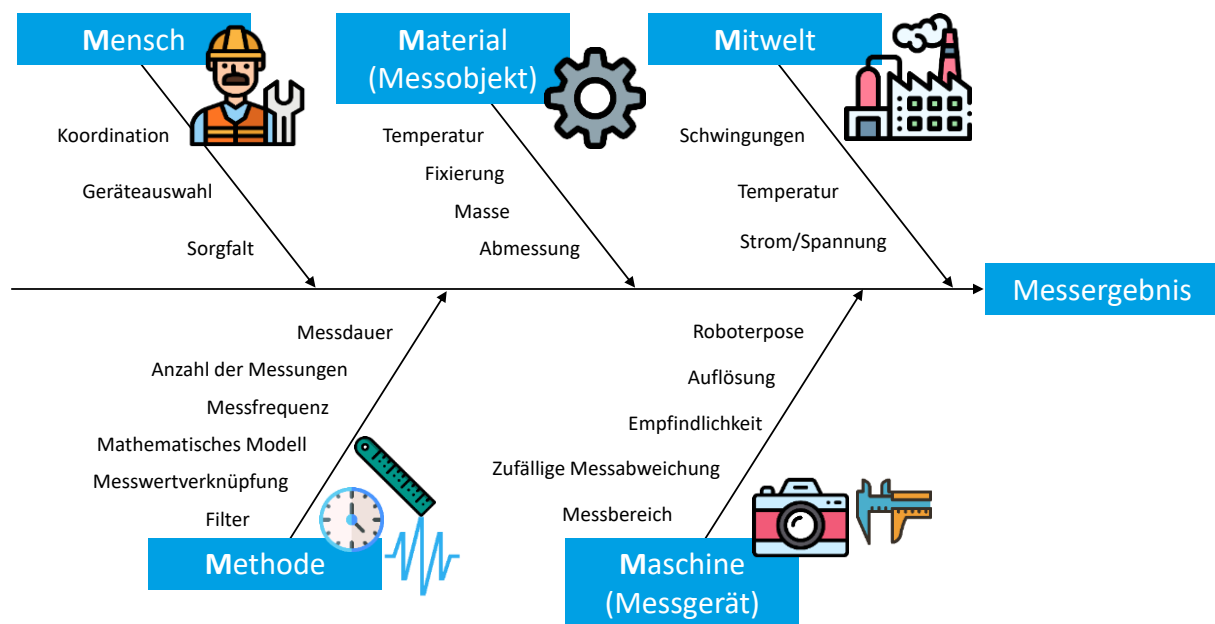 Mensch
Koordination
Geräteauswahl
Sorgfalt
Material
(Messobjekt)
Temperatur
Fixierung
Masse
Abmessung
Mitwelt
Schwingungen
Temperatur
Strom/Spannung
Messergebnis
Messdauer
Anzahl der Messungen
Messfrequenz
Mathematisches Modell
Messwertverknüpfung
Filter
Methode
Roboterpose
Auflösung
Empfindlichkeit
Zufällige Messabweichung
Messbereich
Maschine
(Messgerät)